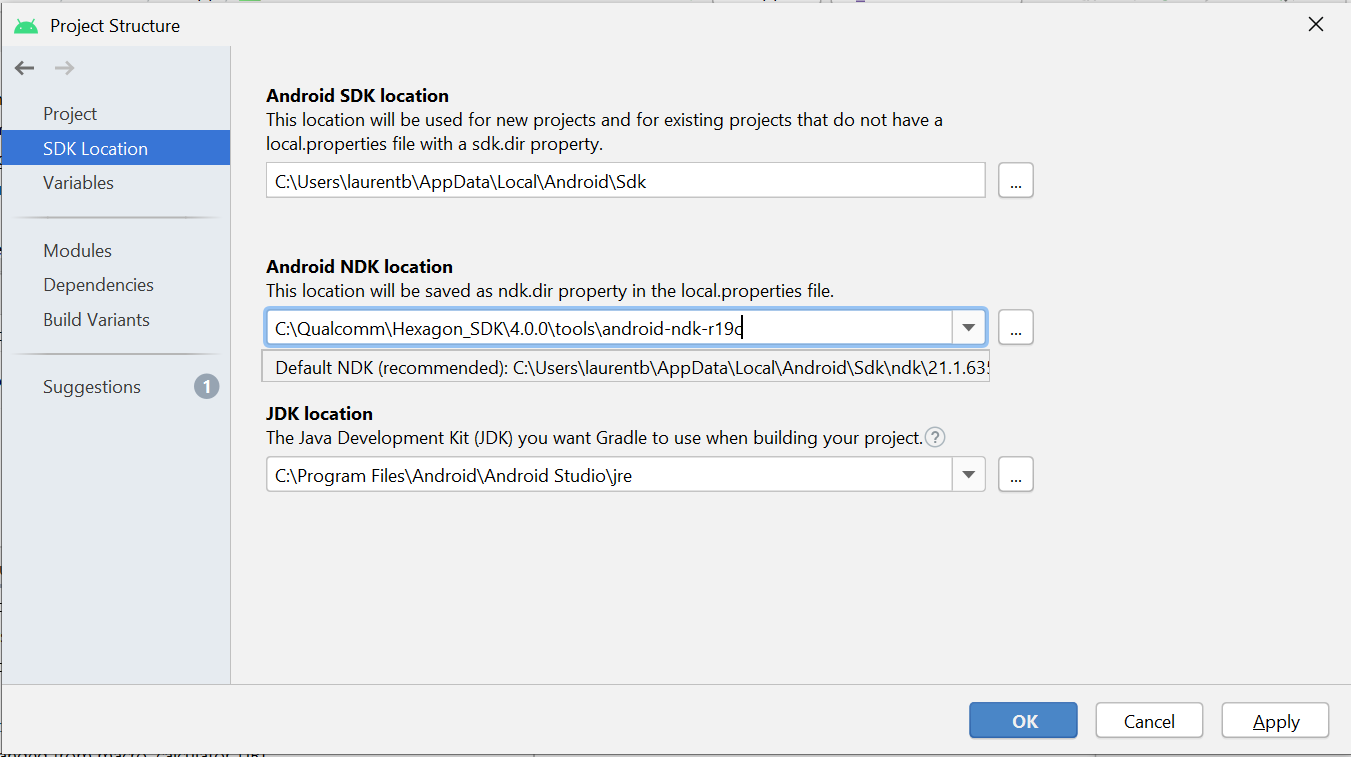 Project Structure
Project
SDK Location
Variables
Modules
Dependencies
Build Variants
Suggestions
1
Android SDK location
This location will be used for new projects and for existing projects that do not have a
local.properties file with a sdk.dir property.
C:\Users\laurentb\AppData\Local\Android\Sdk
...
Android NDK location
This location will be saved as ndk.dir property in the local.properties file.
C:\Qualcomm\Hexagon_SDK\4.0.0\tools\android-ndk-r19c
...
Default NDK (recommended): C:\Users\laurentb\AppData\Local\Android\Sdk\ndk\21.1.635
JDK location
The Java Development Kit (JDK) you want Gradle to use when building your project.
?
C:\Program Files\Android\Android Studio\jre
...
OK
Cancel
Apply